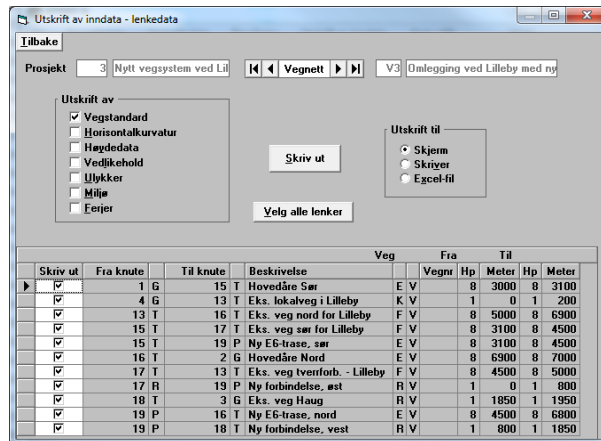 Utskrift av inndata - lenkedata
Tilbake
Prosjekt 3 Nytt vegsystem ved Lil Vegnett V3 Omlegging ved Lilleby med ny
Utskrift av
Vegstandard
Horisontalkurvatur
Høydedata
Vedlikehold
Ulykker
Miljø
Ferjer
Skriv ut
Velg alle lenker
Utskrift til
Skjerm
Skriver
Excel-fil
Veg Fra Til
Skriv ut Fra knute Til knute Beskrivelse Vegnr Hp Meter Hp Meter
1 G 15 T Hovedåre Sør E V 8 3000 8 3100
4 G 13 T Eks. lokalveg i Lilleby K V 1 0 1 200
13 T 16 T Eks. veg nord for Lilleby F V 8 5000 8 6900
15 T 17 T Eks. veg sør for Lilleby F V 8 3100 8 4500
15 T 19 P Ny E6-trase, sør E V 8 3100 8 4500
16 T 2 G Hovedåre Nord E V 8 6900 8 7000
17 T 13 T Eks. veg tverrforb. - Lilleby F V 8 4500 8 5000
17 R 19 P Ny forbindelse, øst R V 1 0 1 800
18 T 3 G Eks. veg Haug R V 1 1850 1 1950
19 P 16 T Ny E6-trase, nord E V 8 4500 8 6800
19 P 18 T Ny forbindelse, vest R V 1 800 1 1850